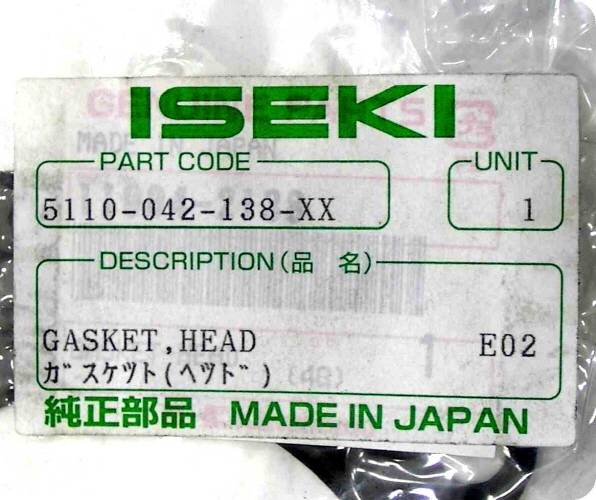 ISEKI
PART CODE
UNIT
5110-042-138-XX
1
DESCRIPTION (品 名)
GASKET,HEAD
E02
ｶﾞｽｹﾂﾄ(ﾍﾂﾄﾞ)
純正部品 MADE IN JAPAN